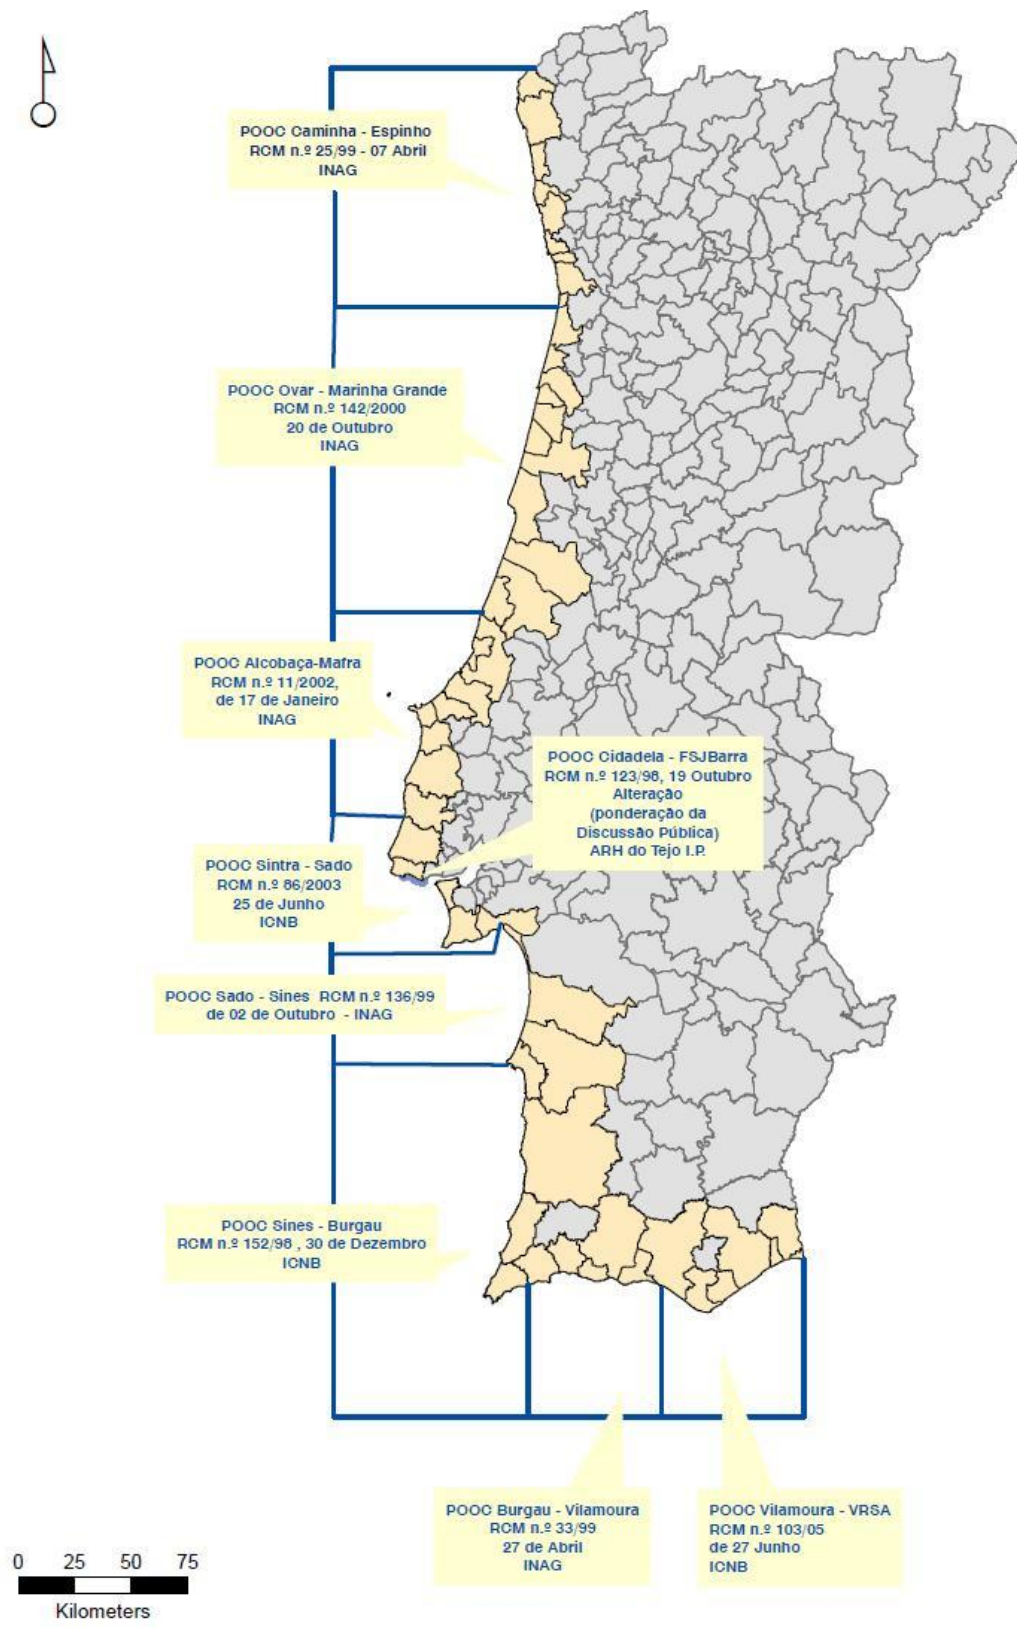 POOC Caminha - Espinho
RCM n.º 25/99 - 07 Abril
INAG
POOC Ovar - Marinha Grande
RCM n.º 142/2000
20 de Outubro
INAG
POOC Alcobaça-Mafra
RCM n.º 11/2002,
de 17 de Janeiro
INAG
POOC Cidadela - FSJBarra
RCM n.º 123/98, 19 Outubro
Alteração
(ponderação da
Discussão Pública)
ARH do Tejo I.P.
POOC Sintra - Sado
RCM n.º 86/2003
25 de Junho
ICNB
POOC Sado - Sines RCM n.º 136/99
de 02 de Outubro - INAG
POOC Sines - Burgau
RCM n.º 152/98 , 30 de Dezembro
ICNB
POOC Burgau - Vilamoura
RCM n.º 33/99
27 de Abril
INAG
POOC Vilamoura - VRSA
RCM n.º 103/05
de 27 Junho
ICNB
0 25 50 75
Kilometers